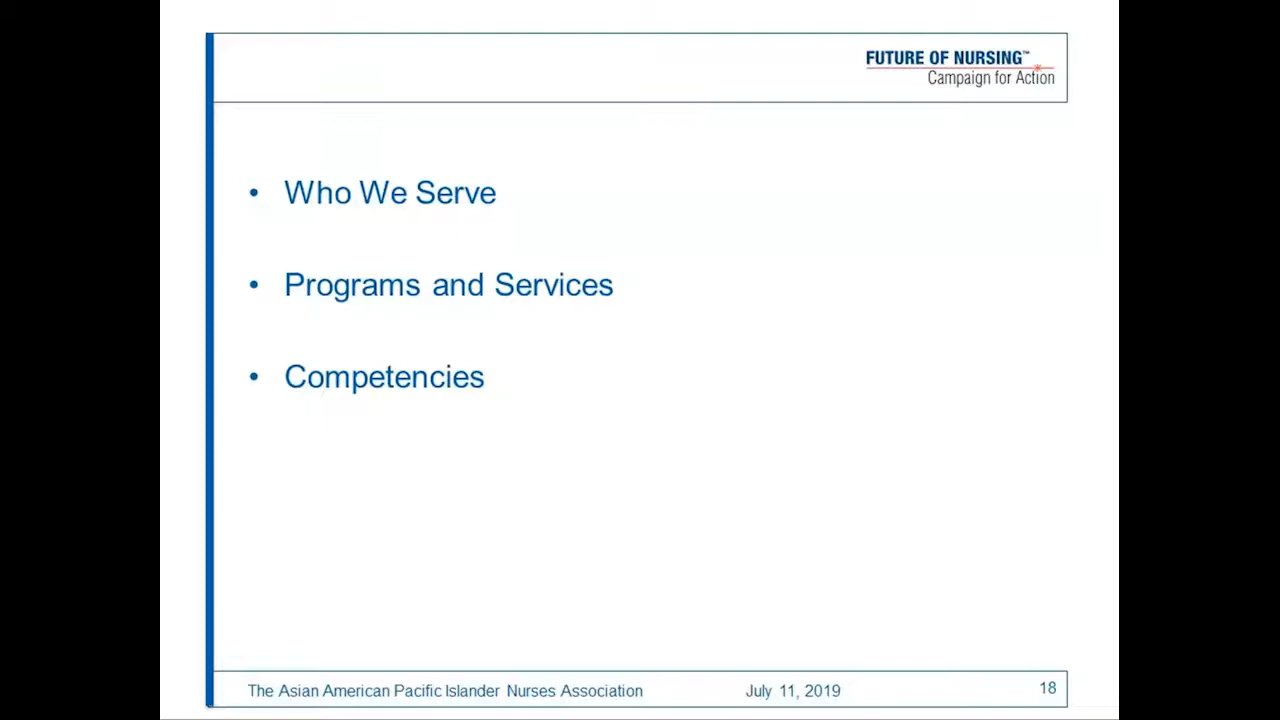 FUTURE OF NURSING™
Campaign for Action
• Who We Serve
• Programs and Services
• Competencies
The Asian American Pacific Islander Nurses Association July 11, 2019 18